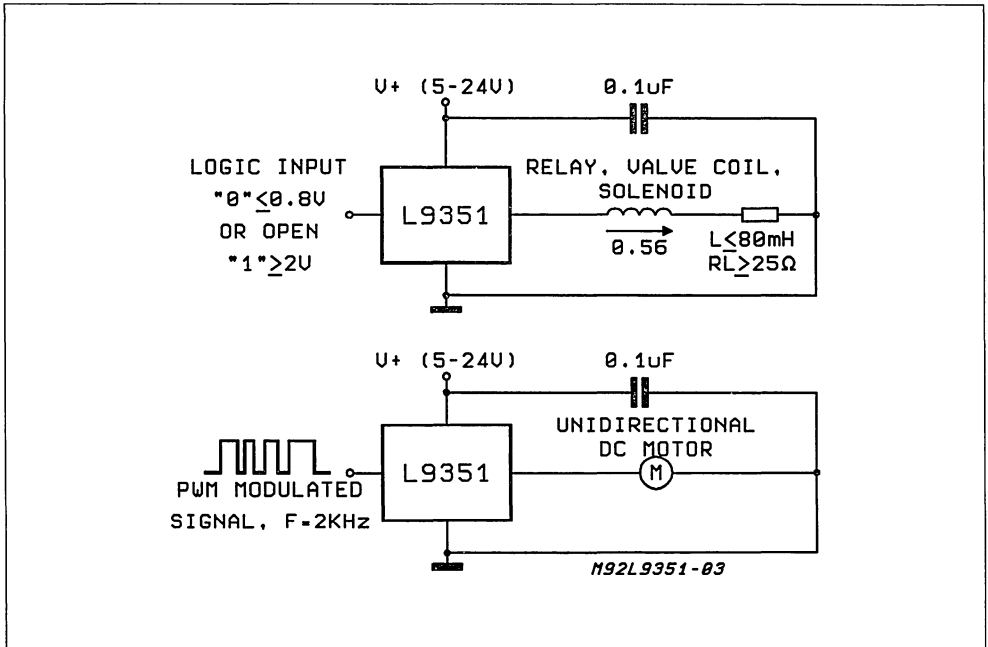 V+ (5-24V)
0.1uF
LOGIC INPUT
"0"≤0.8V
OR OPEN
"1"≥2V
L9351
RELAY, VALVE COIL,
SOLENOID
0.56
L≤80mH
RL≥25Ω
V+ (5-24V)
0.1uF
UNIDIRECTIONAL
DC MOTOR
L9351
M
PWM MODULATED
SIGNAL, F=2KHz
M92L9351-03